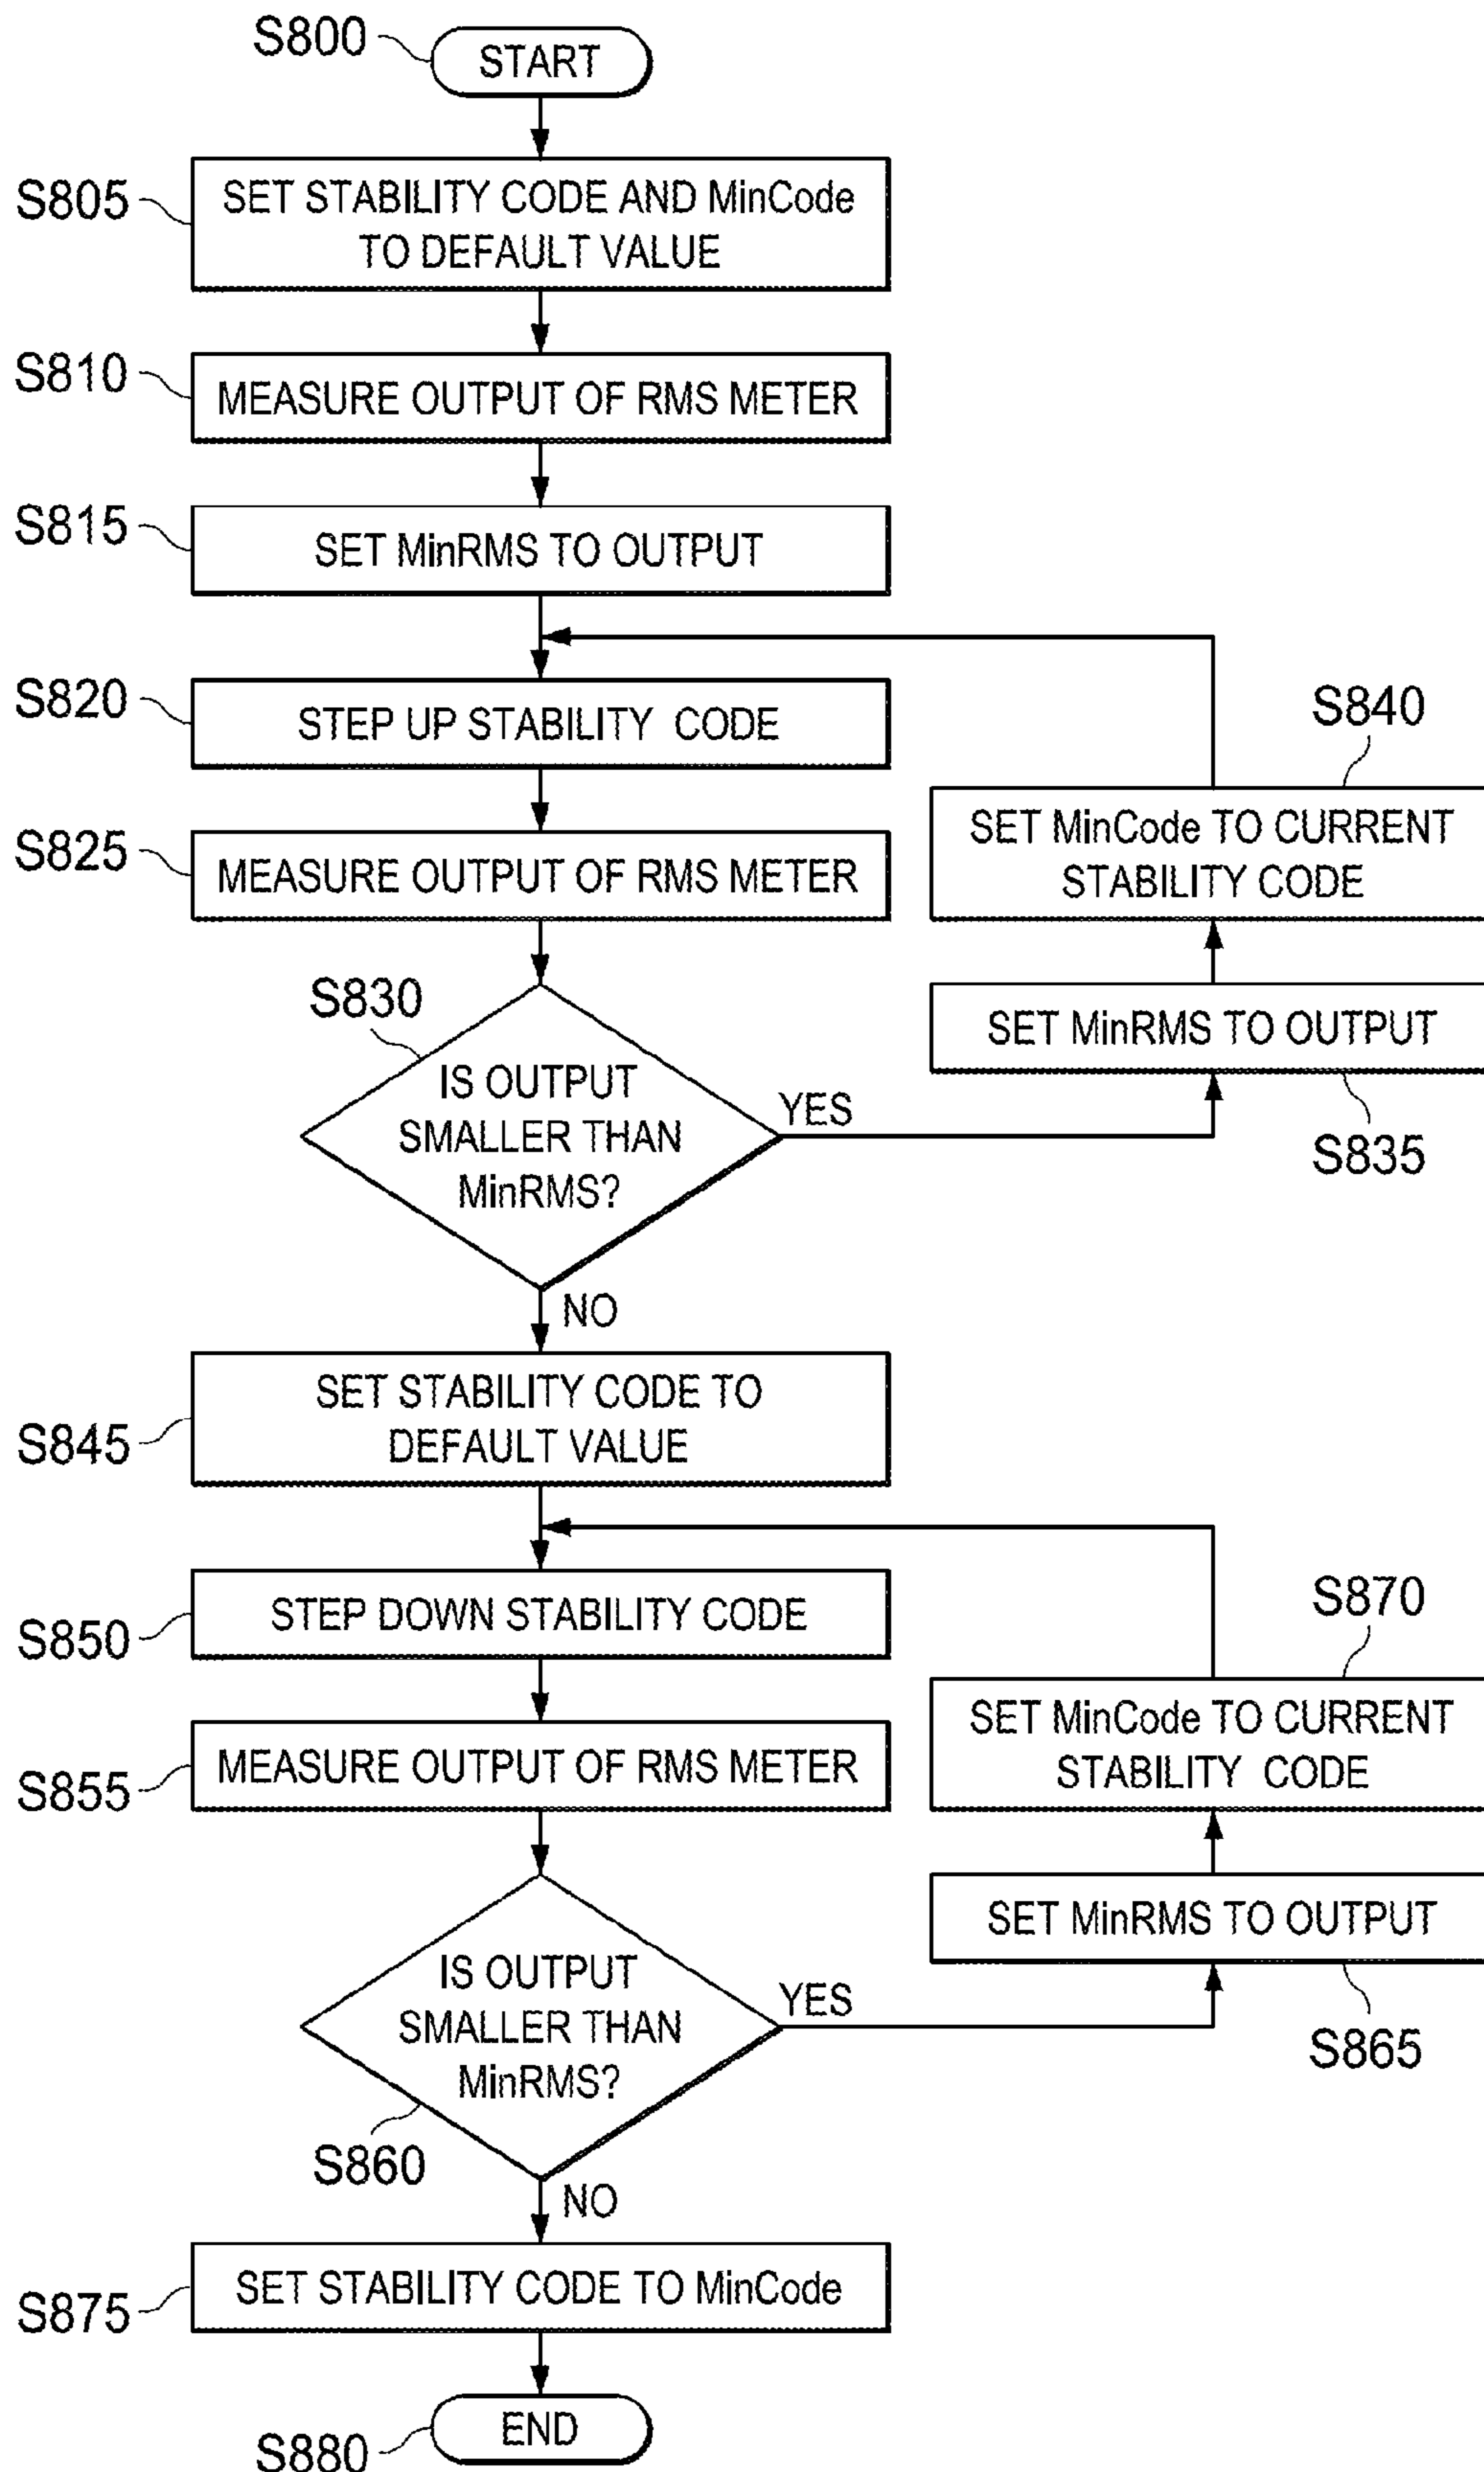 S800
START
S805
SET STABILITY CODE AND MinCode
TO DEFAULT VALUE
S810
MEASURE OUTPUT OF RMS METER
S815
SET MinRMS TO OUTPUT
S820
STEP UP STABILITY CODE
S840
SET MinCode TO CURRENT
STABILITY CODE
S825
MEASURE OUTPUT OF RMS METER
SET MinRMS TO OUTPUT
S835
S830
IS OUTPUT
SMALLER THAN
MinRMS?
YES
NO
S845
SET STABILITY CODE TO
DEFAULT VALUE
S850
STEP DOWN STABILITY CODE
S870
SET MinCode TO CURRENT
STABILITY CODE
S855
MEASURE OUTPUT OF RMS METER
SET MinRMS TO OUTPUT
S865
IS OUTPUT
SMALLER THAN
MinRMS?
YES
S860
NO
S875
SET STABILITY CODE TO MinCode
END
S880